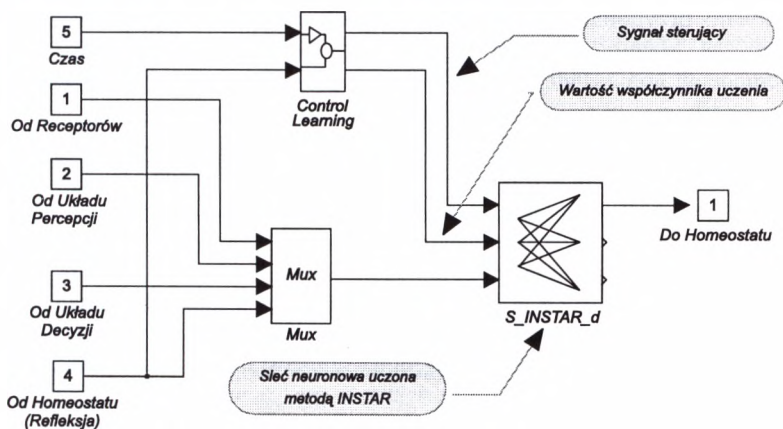 5
Czas
1
Od Receptorów
2
Od Układu
Percepcji
3
Od Układu
Decyzji
4
Od Homeostatu
(Refleksja)
Control
Learning
Mux
Mux
Sygnał sterujący
Wartość współczynnika uczenia
S_INSTAR_d
1
Do Homeostatu
Sieć neuronowa uczona
metodą INSTAR